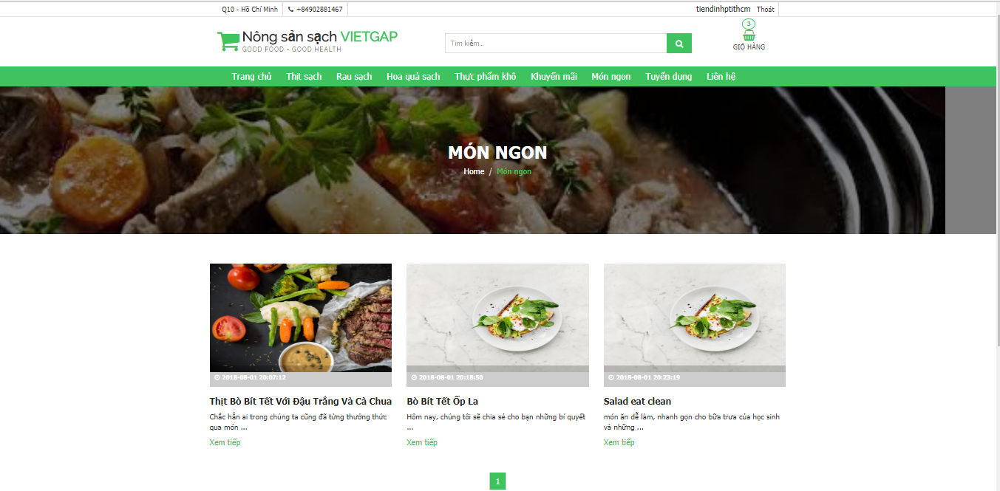 Q10 - Hồ Chí Minh
+84902881467
tiendinhptithcm
Thoát
Nông sản sạch VIETGAP
GOOD FOOD - GOOD HEALTH
Tìm kiếm...
3
GIỎ HÀNG
Trang chủ Thịt sạch Rau sạch Hoa quả sạch Thực phẩm khô Khuyến mãi Món ngon Tuyển dụng Liên hệ
MÓN NGON
Home / Món ngon
2018-08-01 20:07:12
Thịt Bò Bít Tết Với Đậu Trắng Và Cà Chua
Chắc hẳn ai trong chúng ta cũng đã từng thưởng thức
qua món ...
Xem tiếp
2018-08-01 20:18:50
Bò Bít Tết Ốp La
Hôm nay, chúng tôi sẽ chia sẻ cho bạn những bí quyết
...
Xem tiếp
2018-08-01 20:23:19
Salad eat clean
món ăn dễ làm, nhanh gọn cho bữa trưa của học sinh
và những ...
Xem tiếp
1